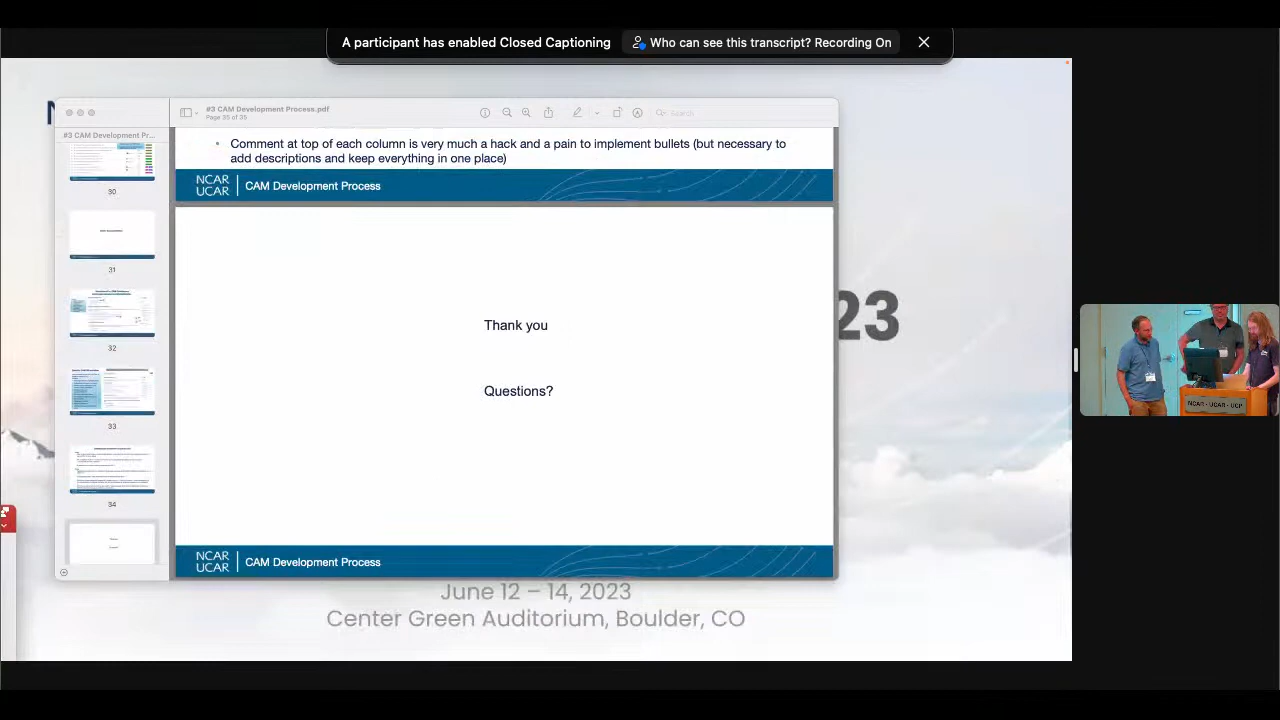 A participant has enabled Closed Captioning
Who can see this transcript? Recording On
#3 CAM Development Process.pdf
Page 35 of 35
Search
#3 CAM Development Pr...
• Comment at top of each column is very much a hack and a pain to implement bullets (but necessary to
add descriptions and keep everything in one place)
NCAR
UCAR
CAM Development Process
30
31
32
33
34
Thank you
Questions?
23
NCAR
UCAR
CAM Development Process
June 12 – 14, 2023
Center Green Auditorium, Boulder, CO
NCAR - UCAR - UCP